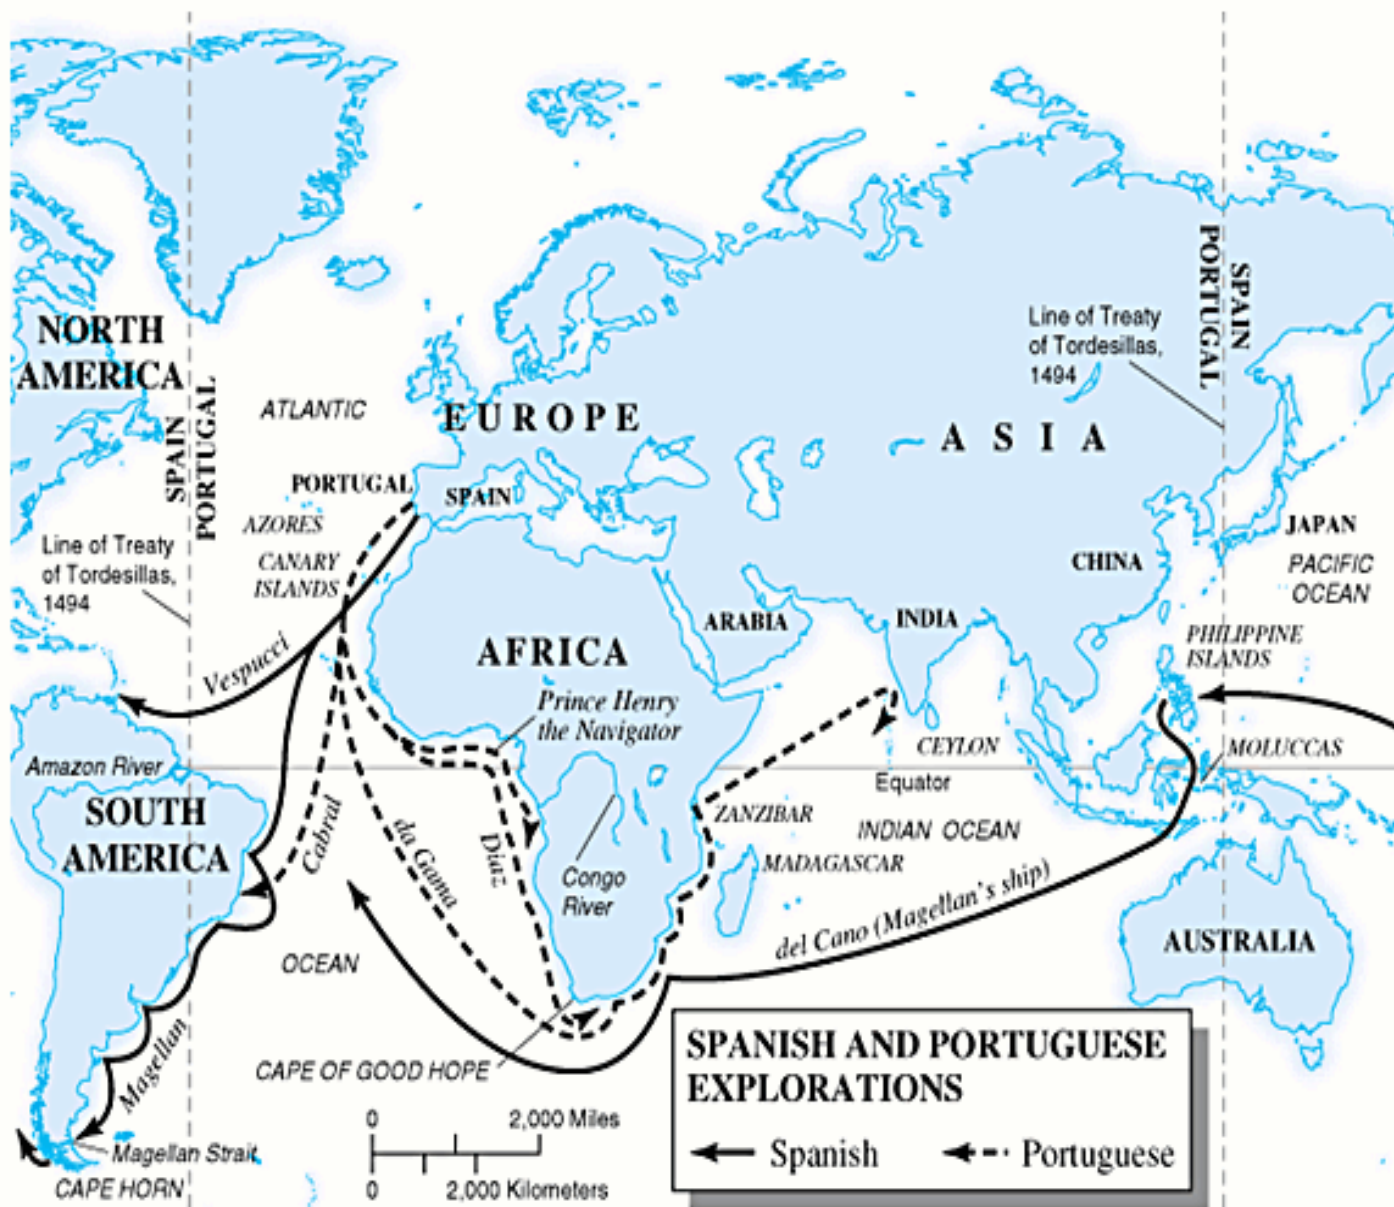 NORTH
AMERICA
SPAIN
PORTUGAL
ATLANTIC
EUROPE
ASIA
Line of Treaty
of Tordesillas,
1494
PORTUGAL
SPAIN
PORTUGAL
SPAIN
AZORES
CANARY
ISLANDS
Line of Treaty
of Tordesillas,
1494
JAPAN
PACIFIC
OCEAN
CHINA
ARABIA
INDIA
AFRICA
PHILIPPINE
ISLANDS
Vespucci
Prince Henry
the Navigator
CEYLON
MOLUCCAS
Amazon River
Equator
SOUTH
AMERICA
Cabral
da Gama
Diaz
Congo
River
ZANZIBAR
INDIAN OCEAN
MADAGASCAR
del Cano (Magellan's ship)
AUSTRALIA
OCEAN
Magellan
CAPE OF GOOD HOPE
Magellan Strait
CAPE HORN
0 2,000 Miles
0 2,000 Kilometers
SPANISH AND PORTUGUESE
EXPLORATIONS
Spanish Portuguese